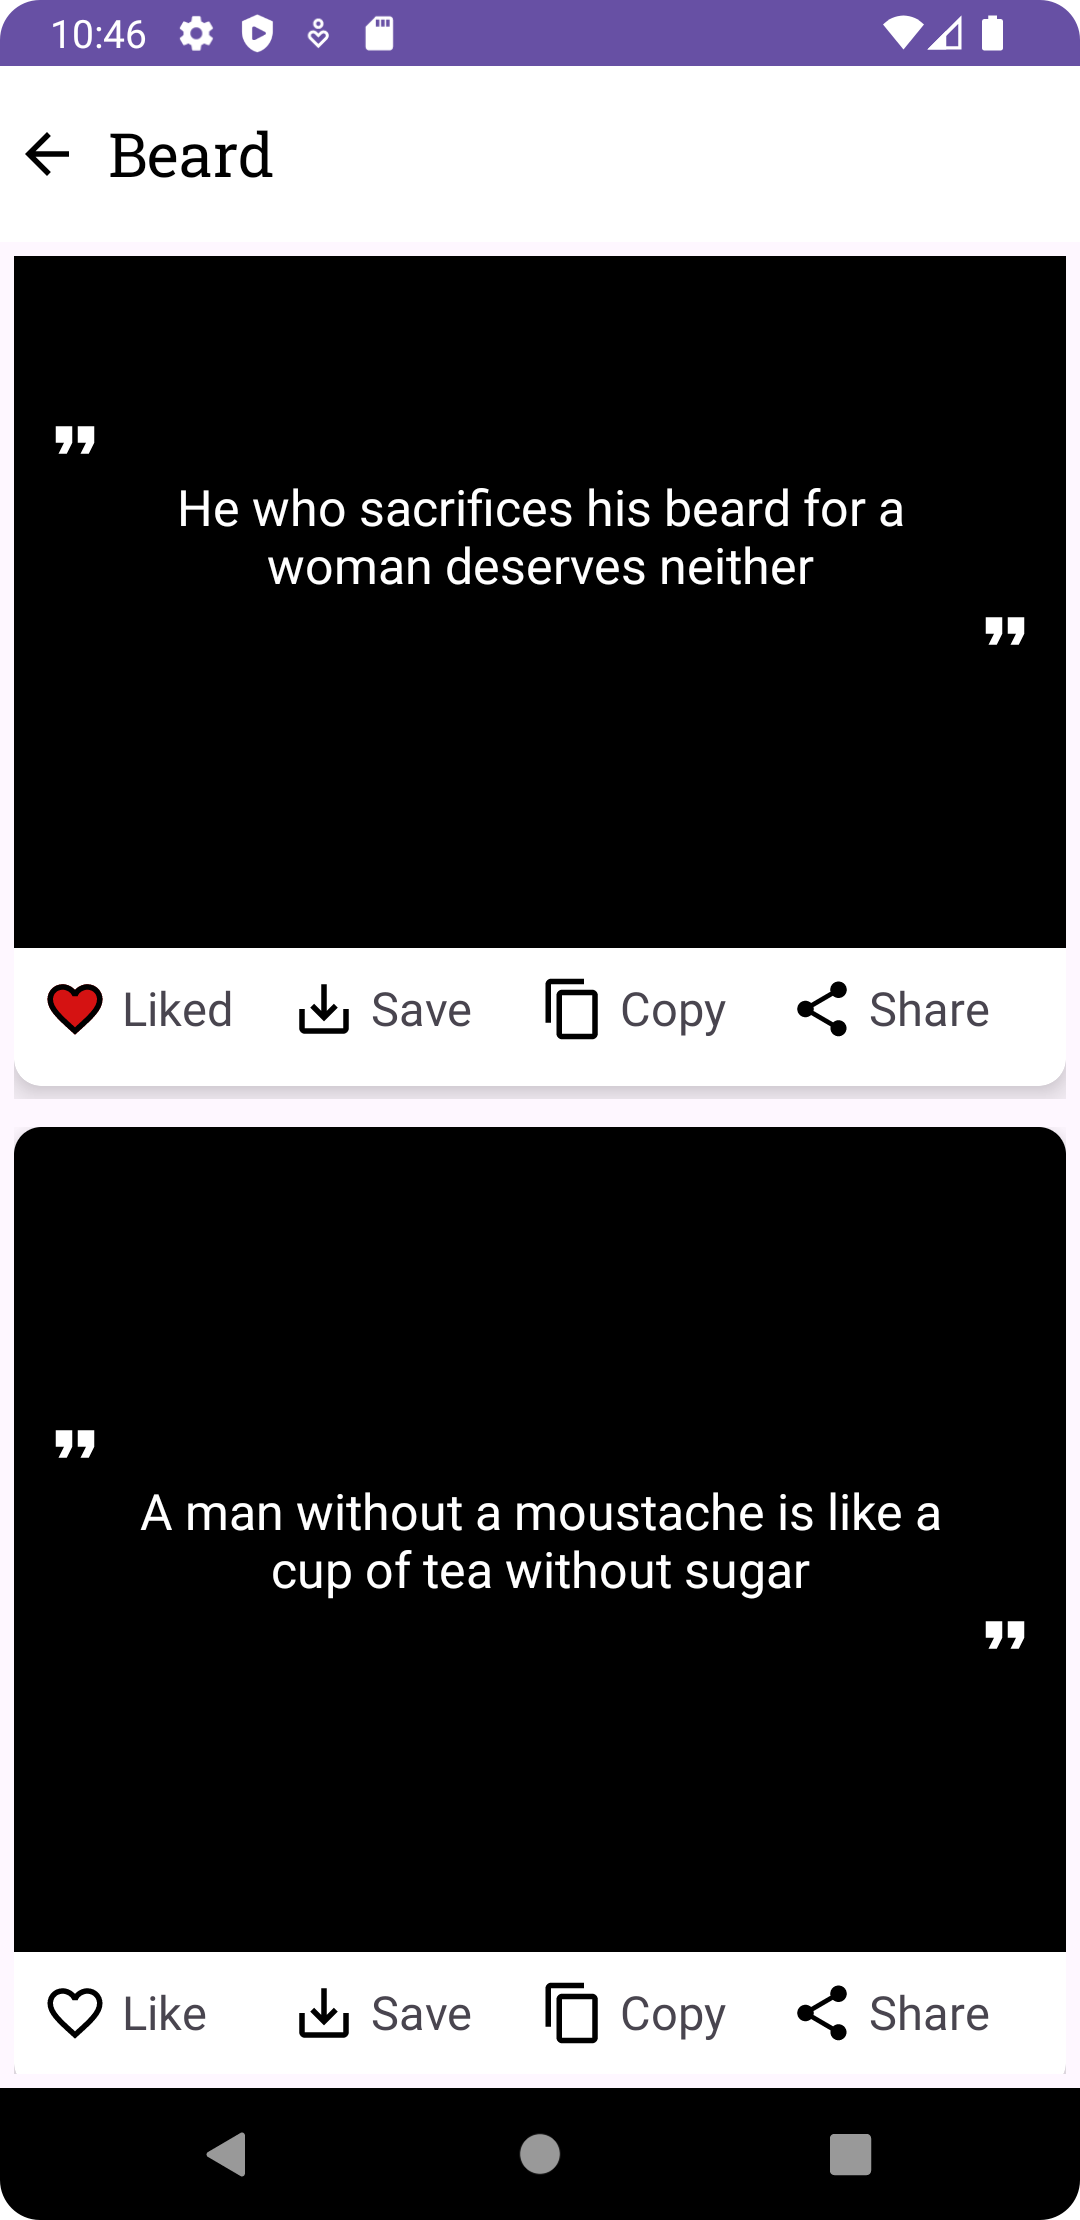 10:46
Beard
”
He who sacrifices his beard for a
woman deserves neither
”
Liked Save Copy Share
”
A man without a moustache is like a
cup of tea without sugar
”
Like Save Copy Share